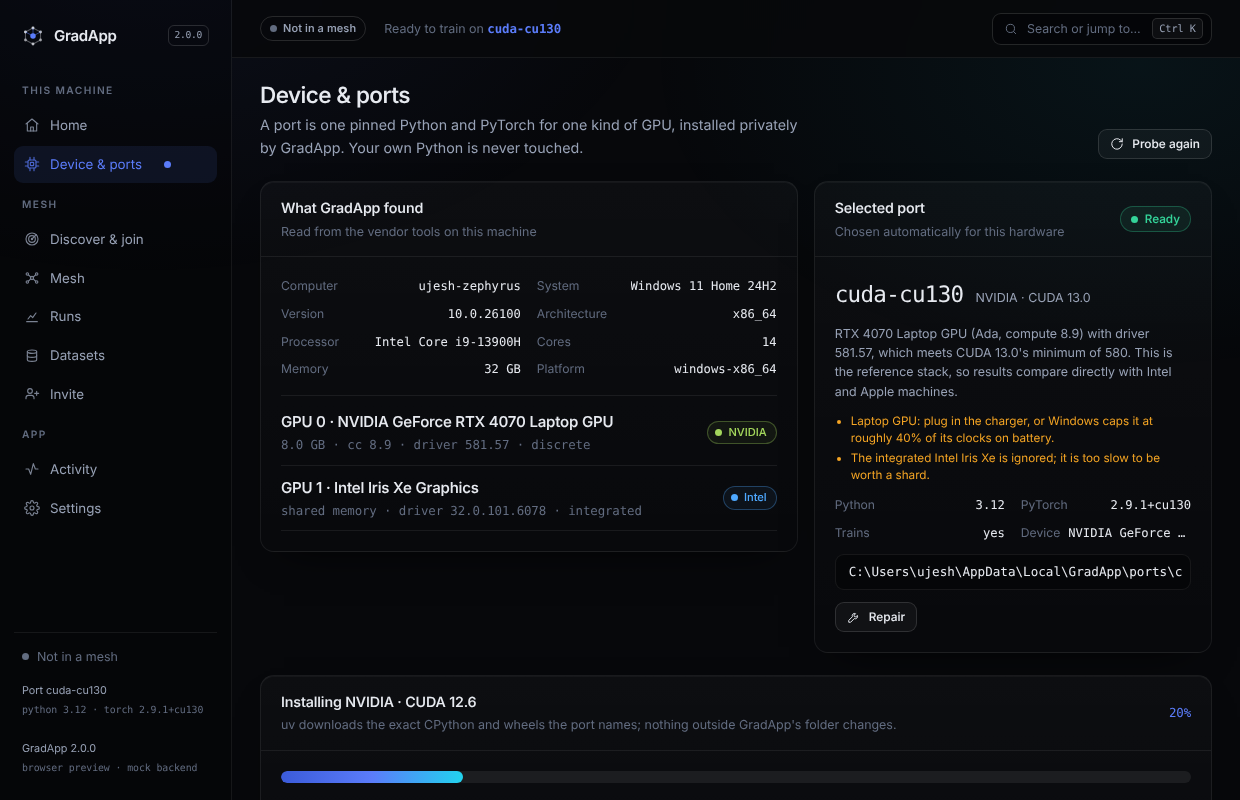 GradApp
2.0.0
THIS MACHINE
Home
Device & ports
MESH
Discover & join
Mesh
Runs
Datasets
Invite
APP
Activity
Settings
Not in a mesh
Port cuda-cu130
python 3.12 · torch 2.9.1+cu130
GradApp 2.0.0
browser preview · mock backend
Not in a mesh
Ready to train on cuda-cu130
Search or jump to...
Ctrl K
Device & ports
A port is one pinned Python and PyTorch for one kind of GPU, installed privately
by GradApp. Your own Python is never touched.
Probe again
What GradApp found
Read from the vendor tools on this machine
Computer ujesh-zephyrus System Windows 11 Home 24H2
Version 10.0.26100 Architecture x86_64
Processor Intel Core i9-13900H Cores 14
Memory 32 GB Platform windows-x86_64
GPU 0 · NVIDIA GeForce RTX 4070 Laptop GPU
8.0 GB · cc 8.9 · driver 581.57 · discrete
NVIDIA
GPU 1 · Intel Iris Xe Graphics
shared memory · driver 32.0.101.6078 · integrated
Intel
Selected port
Chosen automatically for this hardware
Ready
cuda-cu130 NVIDIA · CUDA 13.0
RTX 4070 Laptop GPU (Ada, compute 8.9) with driver
581.57, which meets CUDA 13.0's minimum of 580. This is
the reference stack, so results compare directly with Intel
and Apple machines.
• Laptop GPU: plug in the charger, or Windows caps it at
roughly 40% of its clocks on battery.
• The integrated Intel Iris Xe is ignored; it is too slow to be
worth a shard.
Python 3.12 PyTorch 2.9.1+cu130
Trains yes Device NVIDIA GeForce …
C:\Users\ujesh\AppData\Local\GradApp\ports\c
Repair
Installing NVIDIA · CUDA 12.6
uv downloads the exact CPython and wheels the port names; nothing outside GradApp's folder changes.
20%